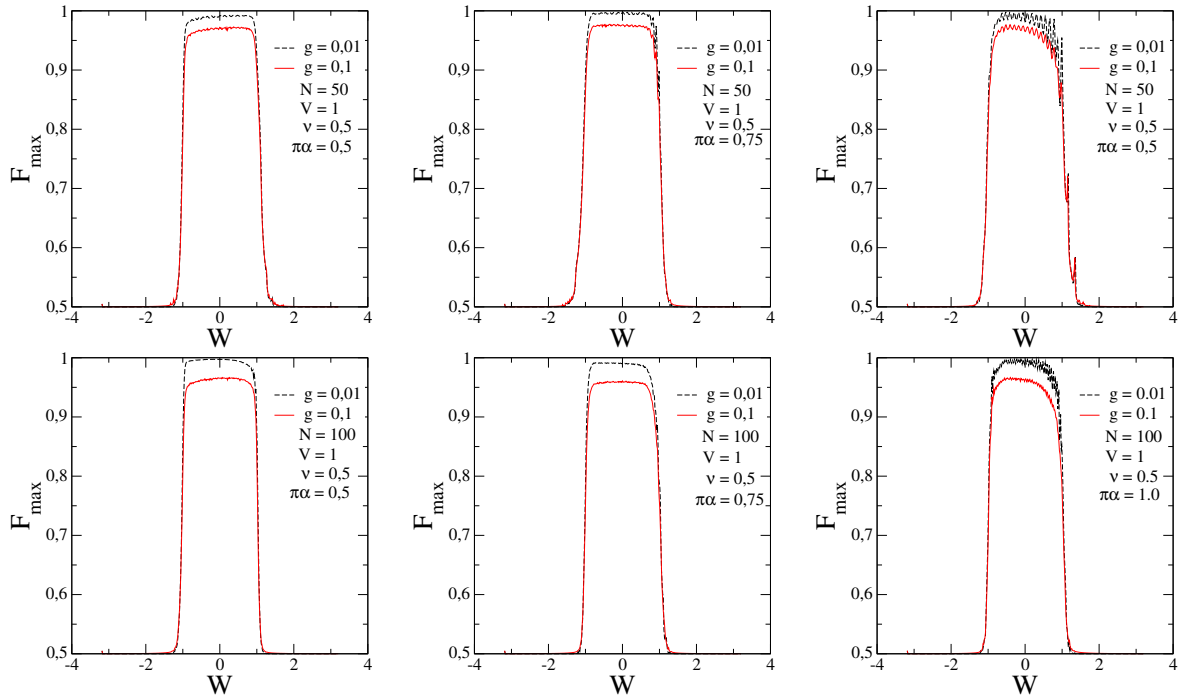 1
0,9
0,8
0,7
0,6
0,5
F_max
-4 -2 0 2 4
W
g = 0,01
g = 0,1
N = 50
V = 1
ν = 0,5
πα = 0,5
1
0,9
0,8
0,7
0,6
0,5
F_max
-4 -2 0 2 4
W
g = 0,01
g = 0,1
N = 50
V = 1
ν = 0,5
πα = 0,75
1
0,9
0,8
0,7
0,6
0,5
F_max
-4 -2 0 2 4
W
g = 0,01
g = 0,1
N = 50
V = 1
ν = 0,5
πα = 0,5
1
0,9
0,8
0,7
0,6
0,5
F_max
-4 -2 0 2 4
W
g = 0,01
g = 0,1
N = 100
V = 1
ν = 0,5
πα = 0,5
1
0,9
0,8
0,7
0,6
0,5
F_max
-4 -2 0 2 4
W
g = 0,01
g = 0,1
N = 100
V = 1
ν = 0,5
πα = 0,75
1
0,9
0,8
0,7
0,6
0,5
F_max
-4 -2 0 2 4
W
g = 0,01
g = 0.1
N = 100
V = 1
ν = 0.5
πα = 1.0